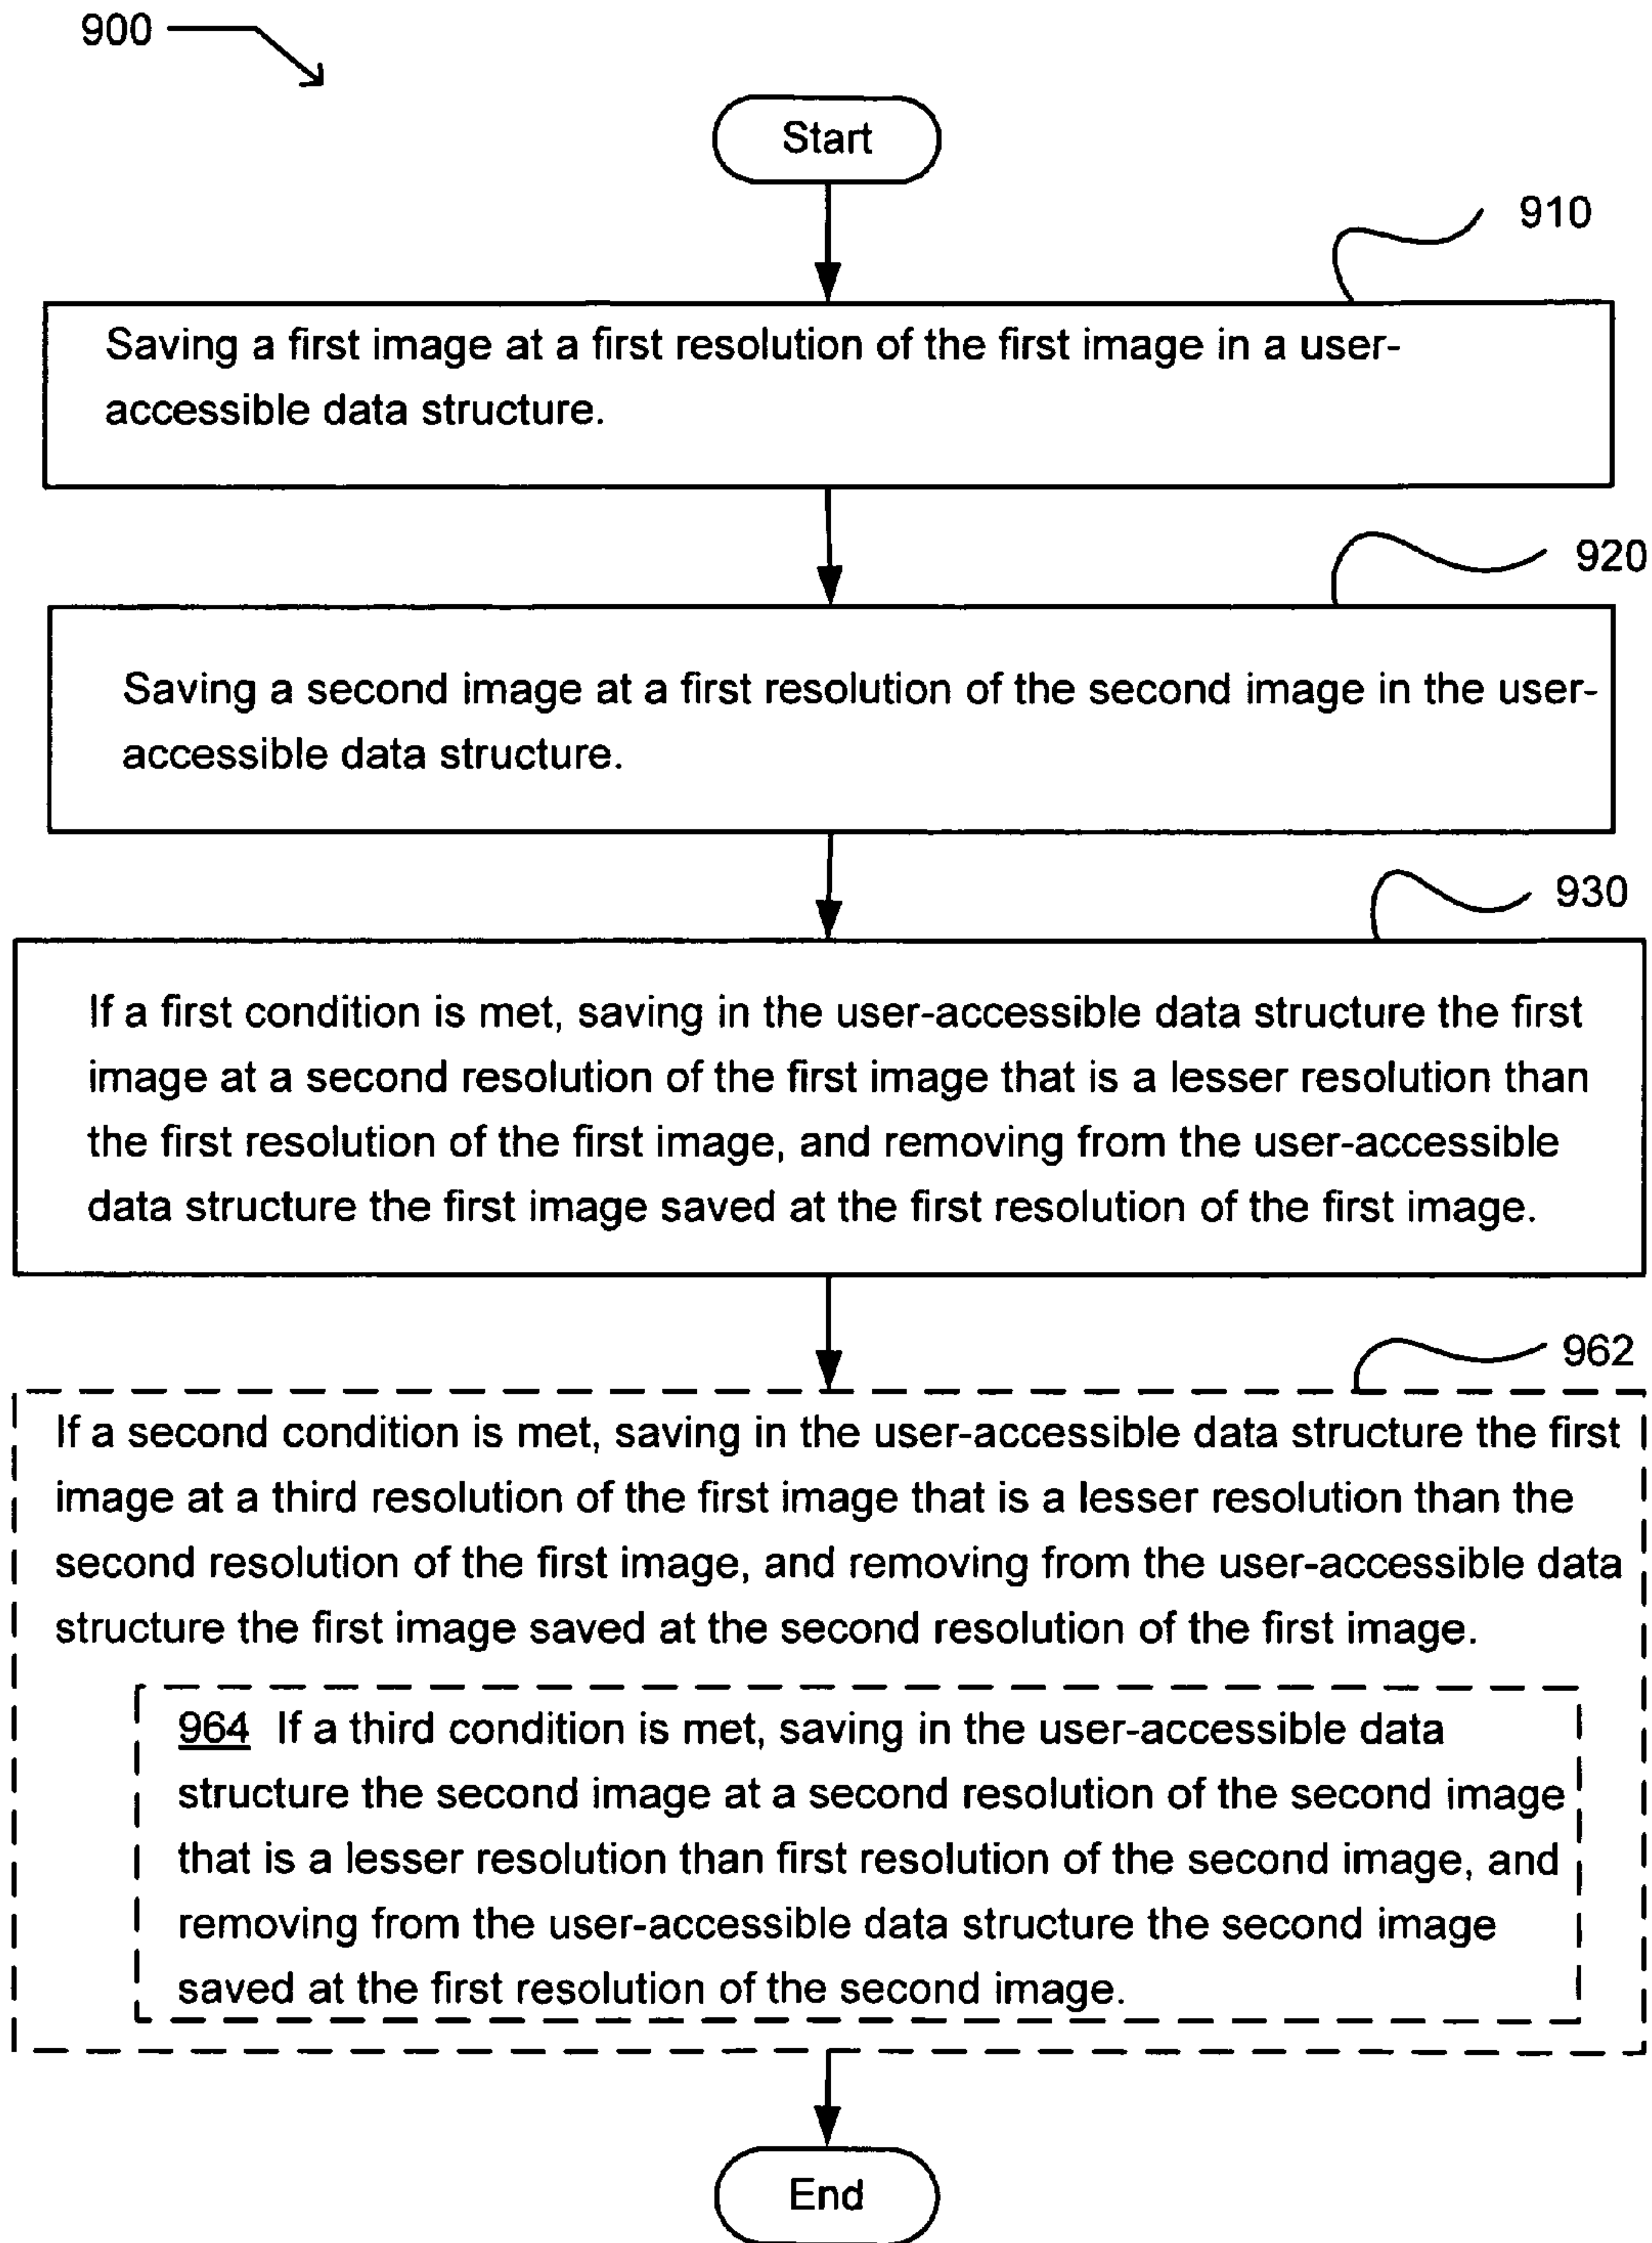 900
Start
910
Saving a first image at a first resolution of the first image in a user-
accessible data structure.
920
Saving a second image at a first resolution of the second image in the user-
accessible data structure.
930
If a first condition is met, saving in the user-accessible data structure the first
image at a second resolution of the first image that is a lesser resolution than
the first resolution of the first image, and removing from the user-accessible
data structure the first image saved at the first resolution of the first image.
962
If a second condition is met, saving in the user-accessible data structure the first
image at a third resolution of the first image that is a lesser resolution than the
second resolution of the first image, and removing from the user-accessible data
structure the first image saved at the second resolution of the first image.
964 If a third condition is met, saving in the user-accessible data
structure the second image at a second resolution of the second image
that is a lesser resolution than first resolution of the second image, and
removing from the user-accessible data structure the second image
saved at the first resolution of the second image.
End